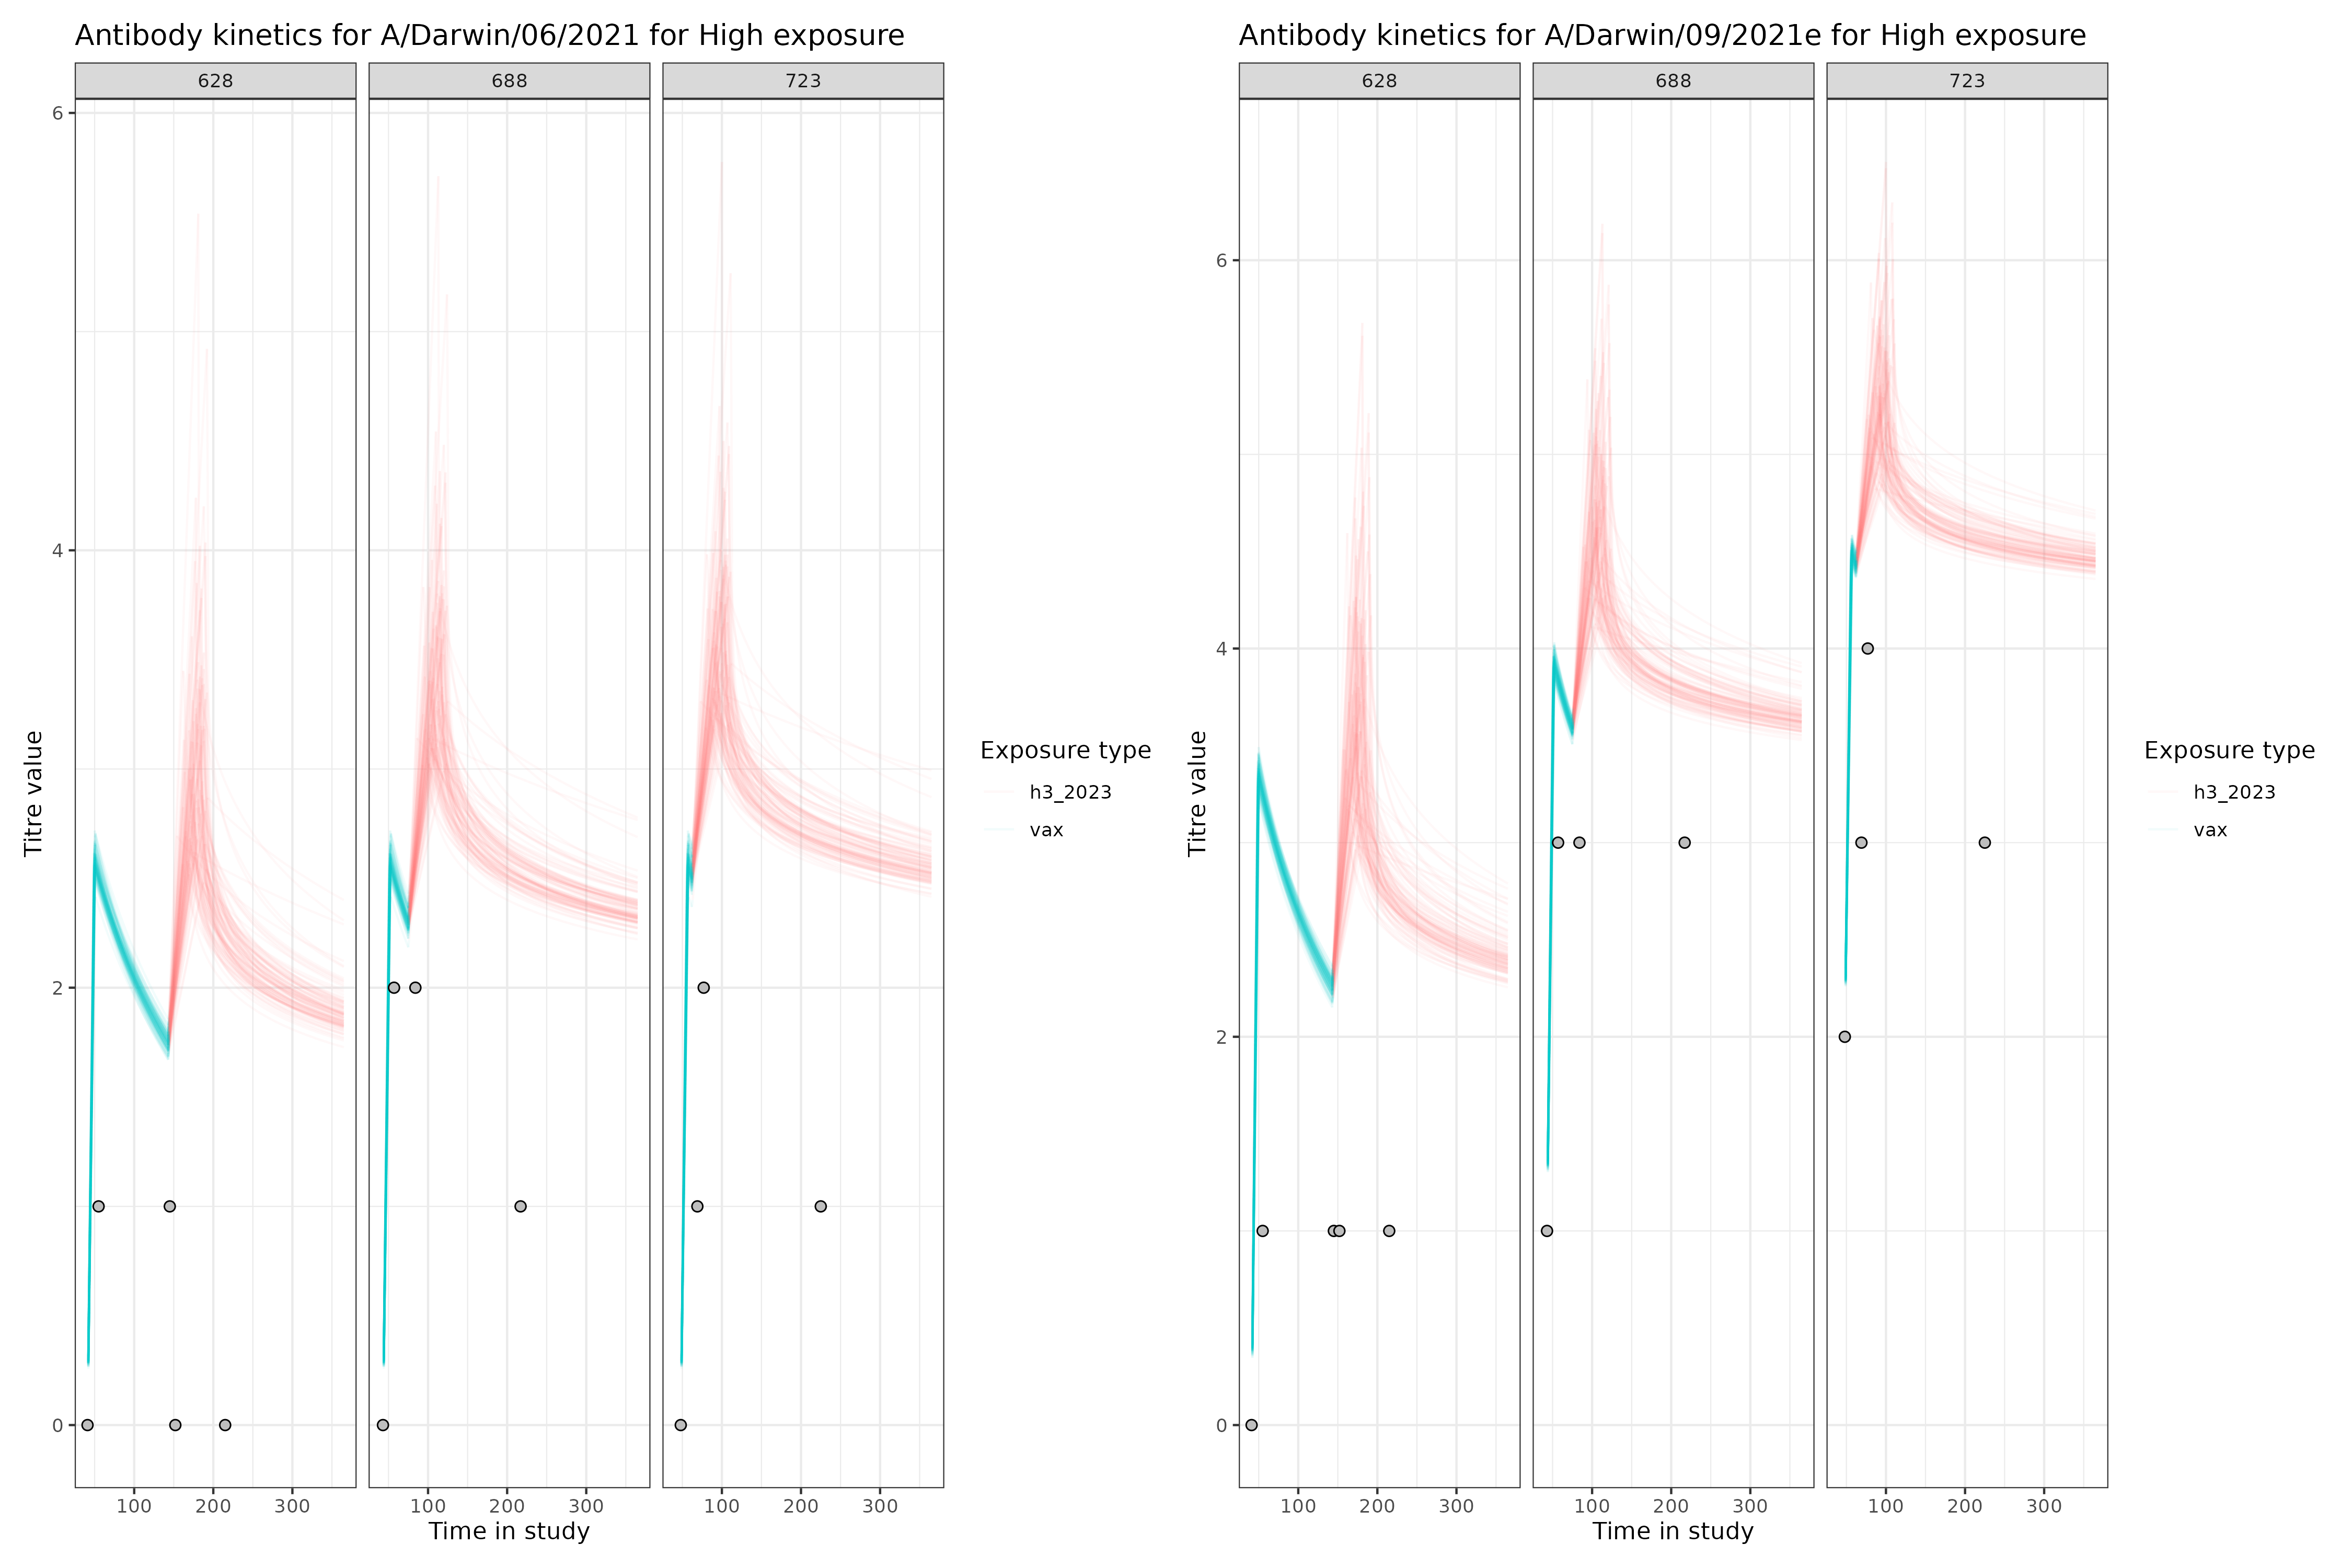 Antibody kinetics for A/Darwin/06/2021 for High exposure
628 688 723
6
4
2
0
100 200 300 100 200 300 100 200 300
Time in study
Titre value
Exposure type
h3_2023
vax
Antibody kinetics for A/Darwin/09/2021e for High exposure
628 688 723
6
4
2
0
100 200 300 100 200 300 100 200 300
Time in study
Titre value
Exposure type
h3_2023
vax